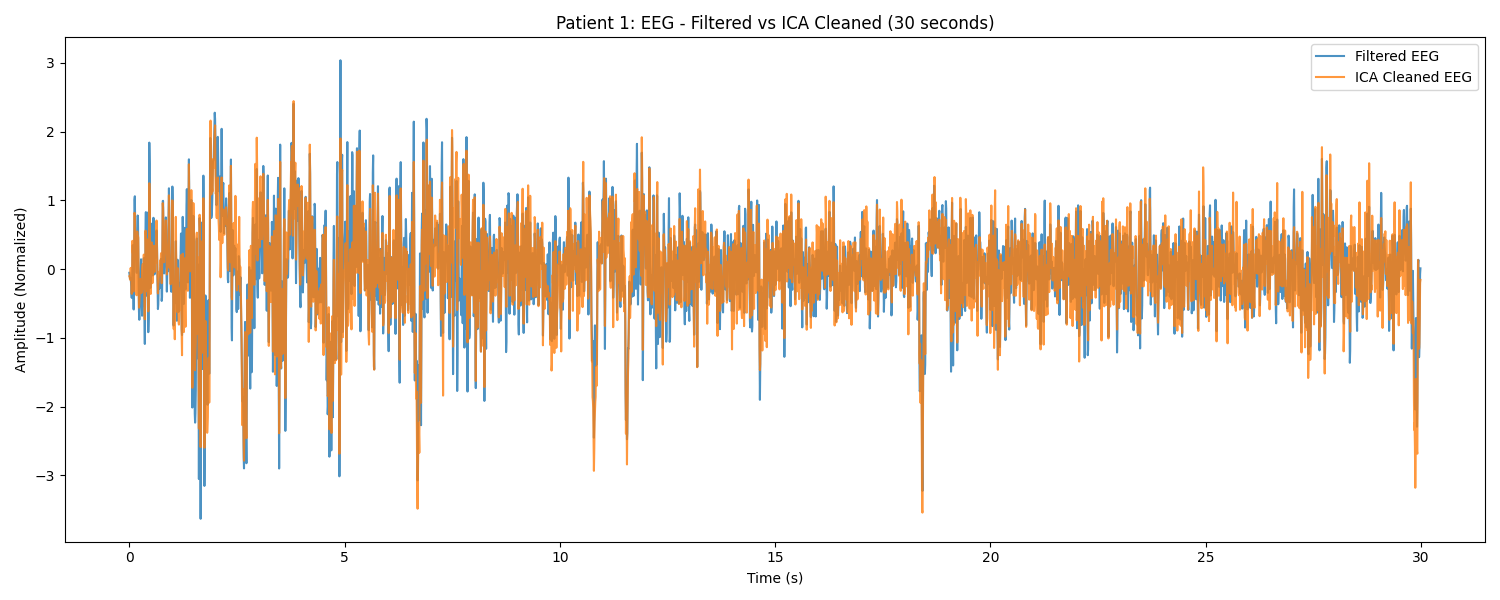 Patient 1: EEG - Filtered vs ICA Cleaned (30 seconds)
Filtered EEG
ICA Cleaned EEG
Amplitude (Normalized)
3
2
1
0
−1
−2
−3
0
5
10
15
20
25
30
Time (s)